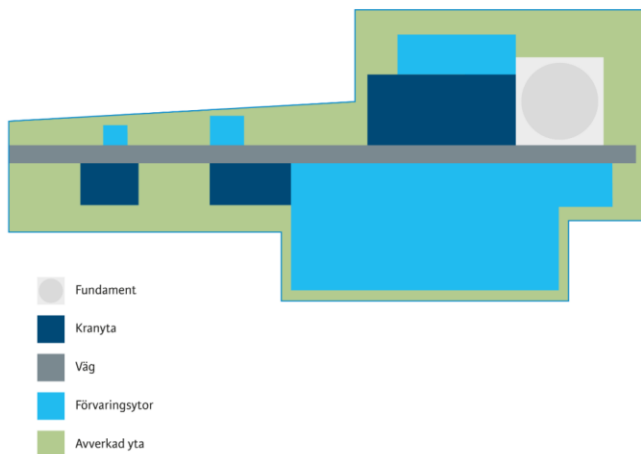 Fundament
Kranyta
Väg
Förvaringsytor
Avverkad yta